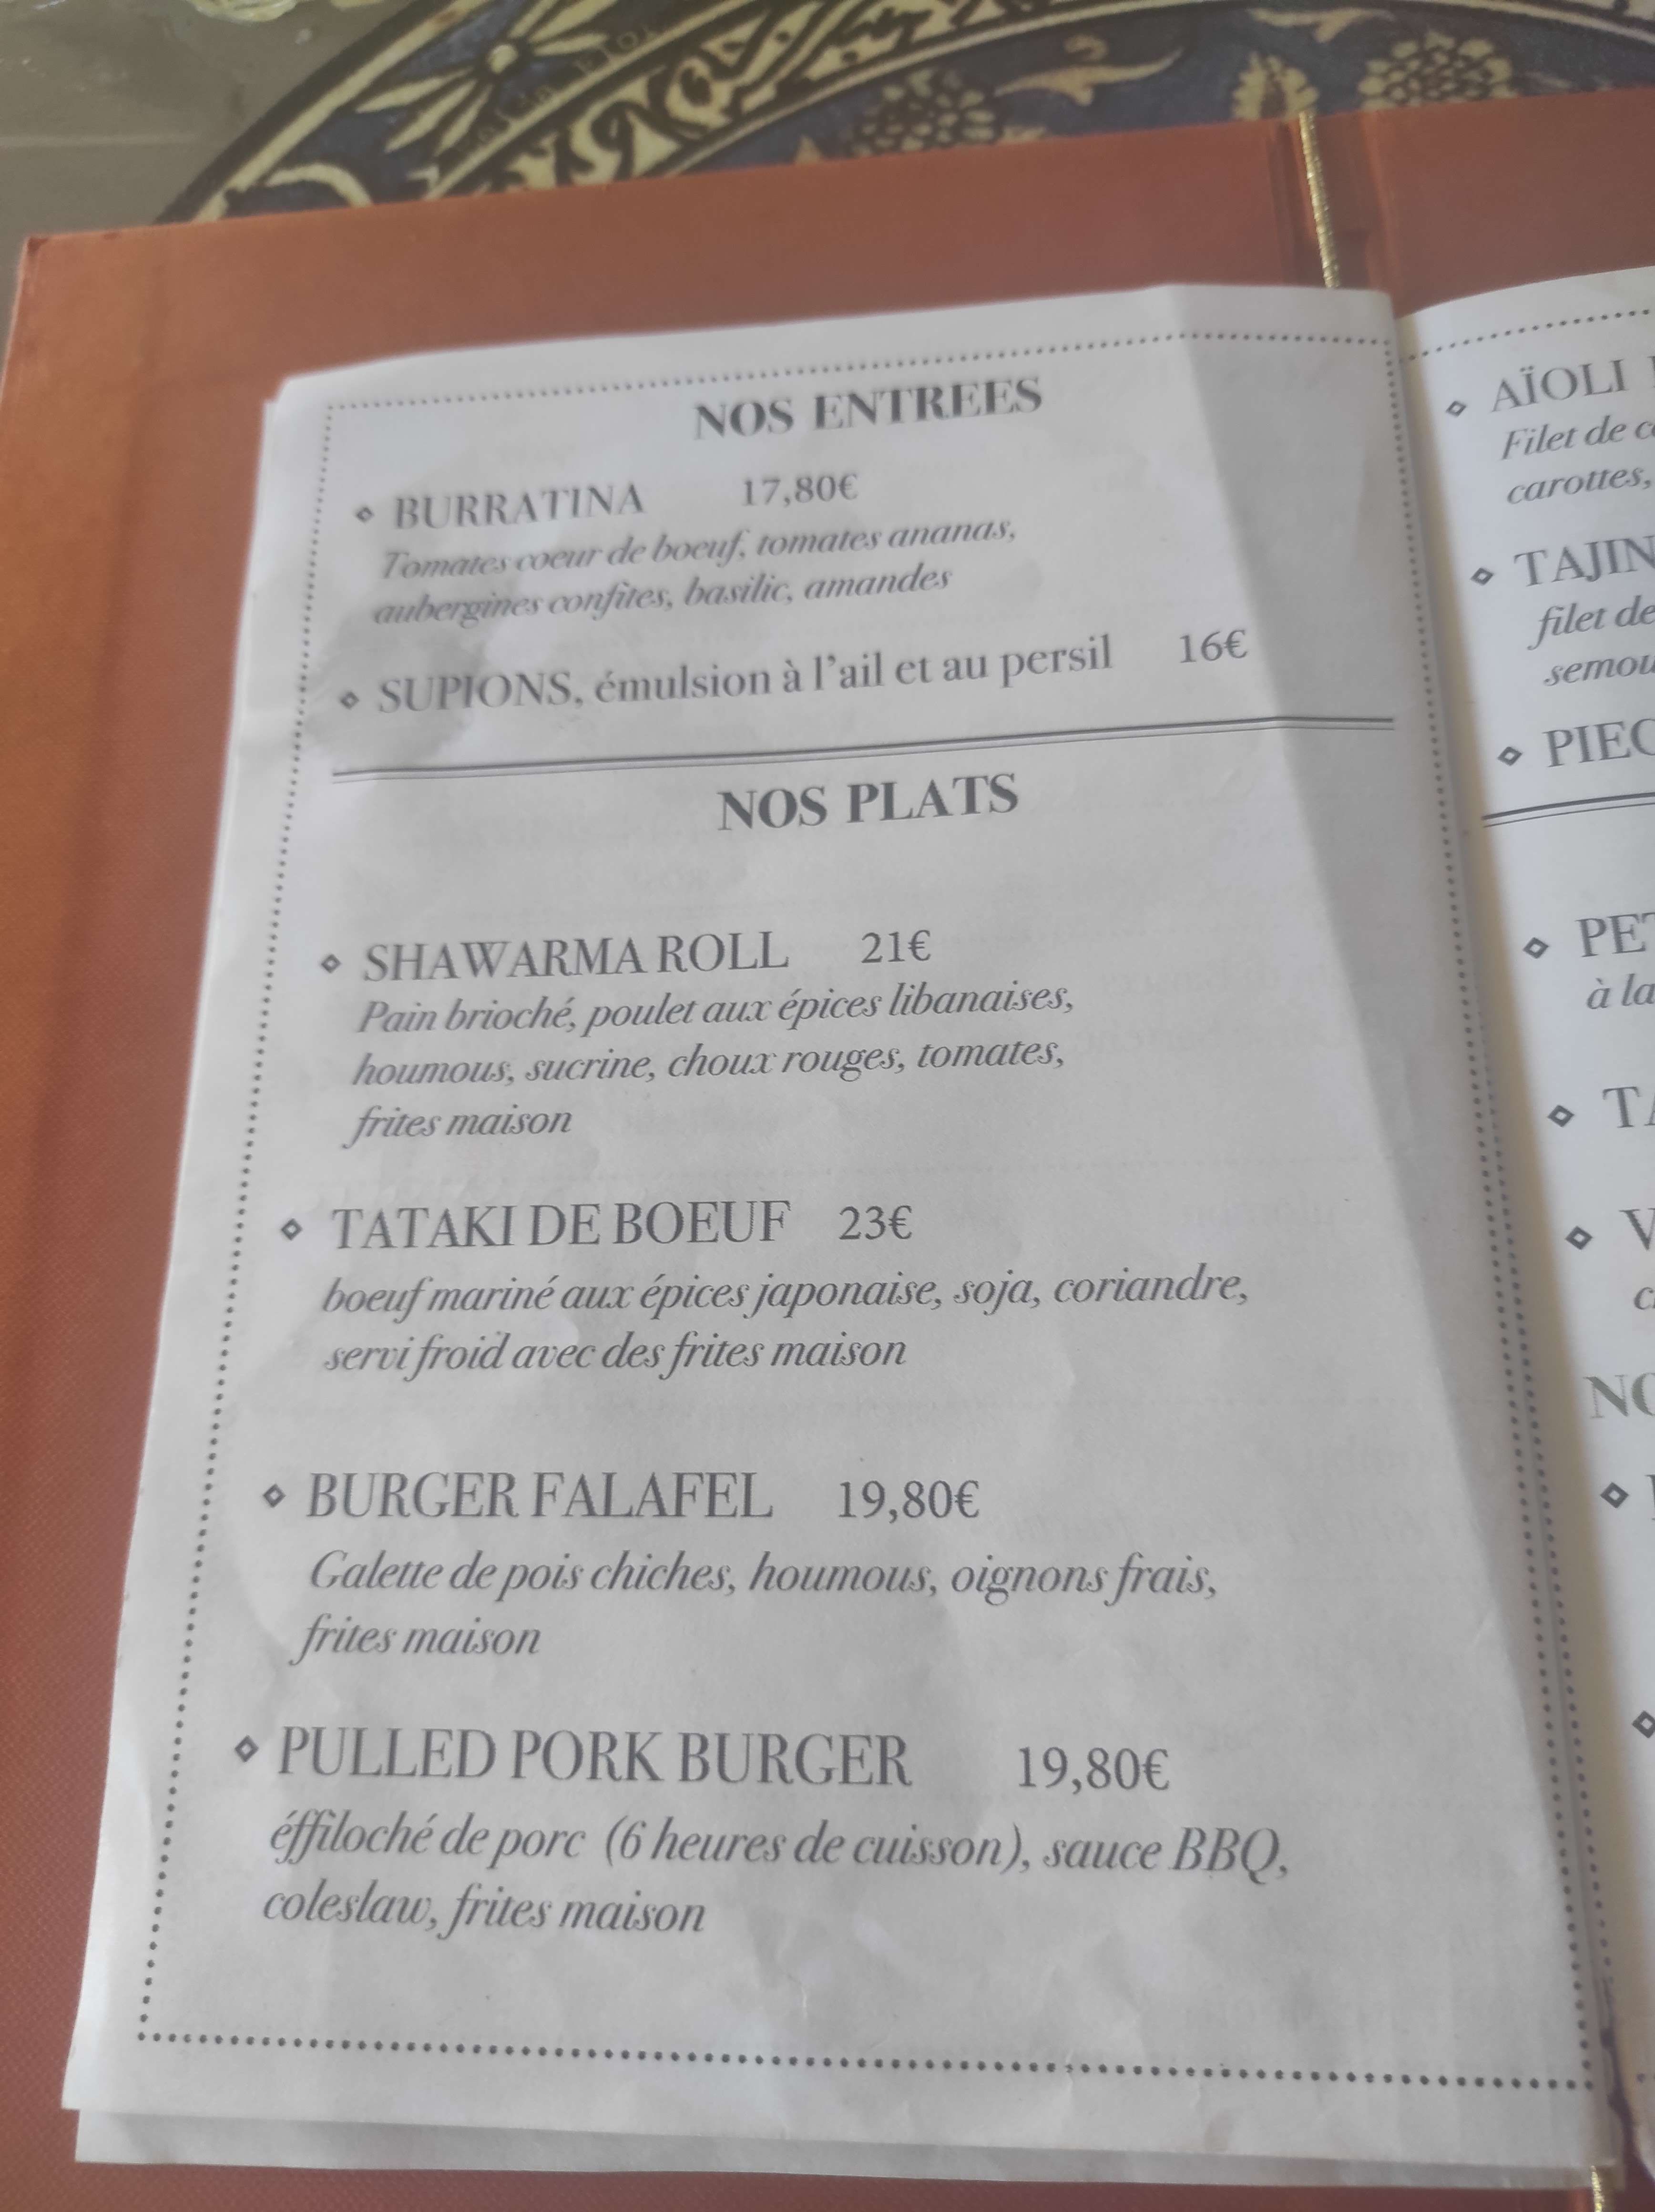 NOS ENTREES
BURRATINA 17,80€
Tomates coeur de boeuf, tomates ananas,
aubergines confites, basilic, amandes
SUPIONS, émulsion à l'ail et au persil 16€
NOS PLATS
SHAWARMA ROLL 21€
Pain brioché, poulet aux épices libanaises,
houmous, sucrine, choux rouges, tomates,
frites maison
TATAKI DE BOEUF 23€
boeuf mariné aux épices japonaise, soja, coriandre,
servi froid avec des frites maison
BURGER FALAFEL 19,80€
Galette de pois chiches, houmous, oignons frais,
frites maison
PULLED PORK BURGER 19,80€
éffiloché de porc (6 heures de cuisson), sauce BBQ,
coleslaw, frites maison
AÏOLI
Filet de
carottes,
filet de
à la